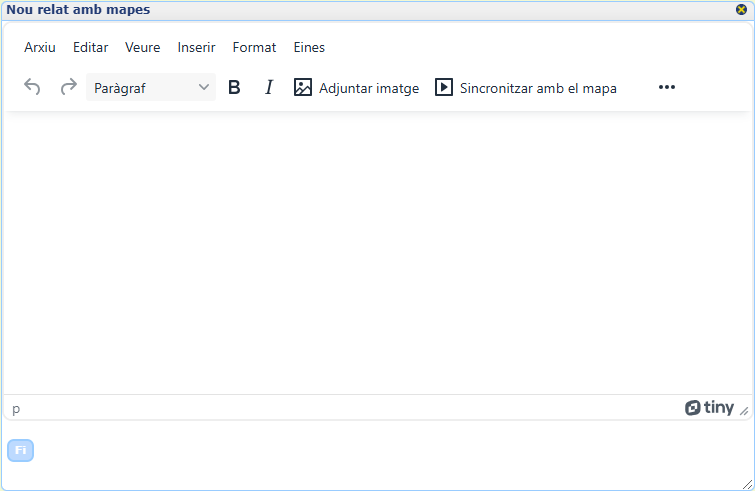 Nou relat amb mapes
Arxiu Editar Veure Inserir Format Eines
Paràgraf B I Adjuntar imatge Sincronitzar amb el mapa
p tiny
Fi